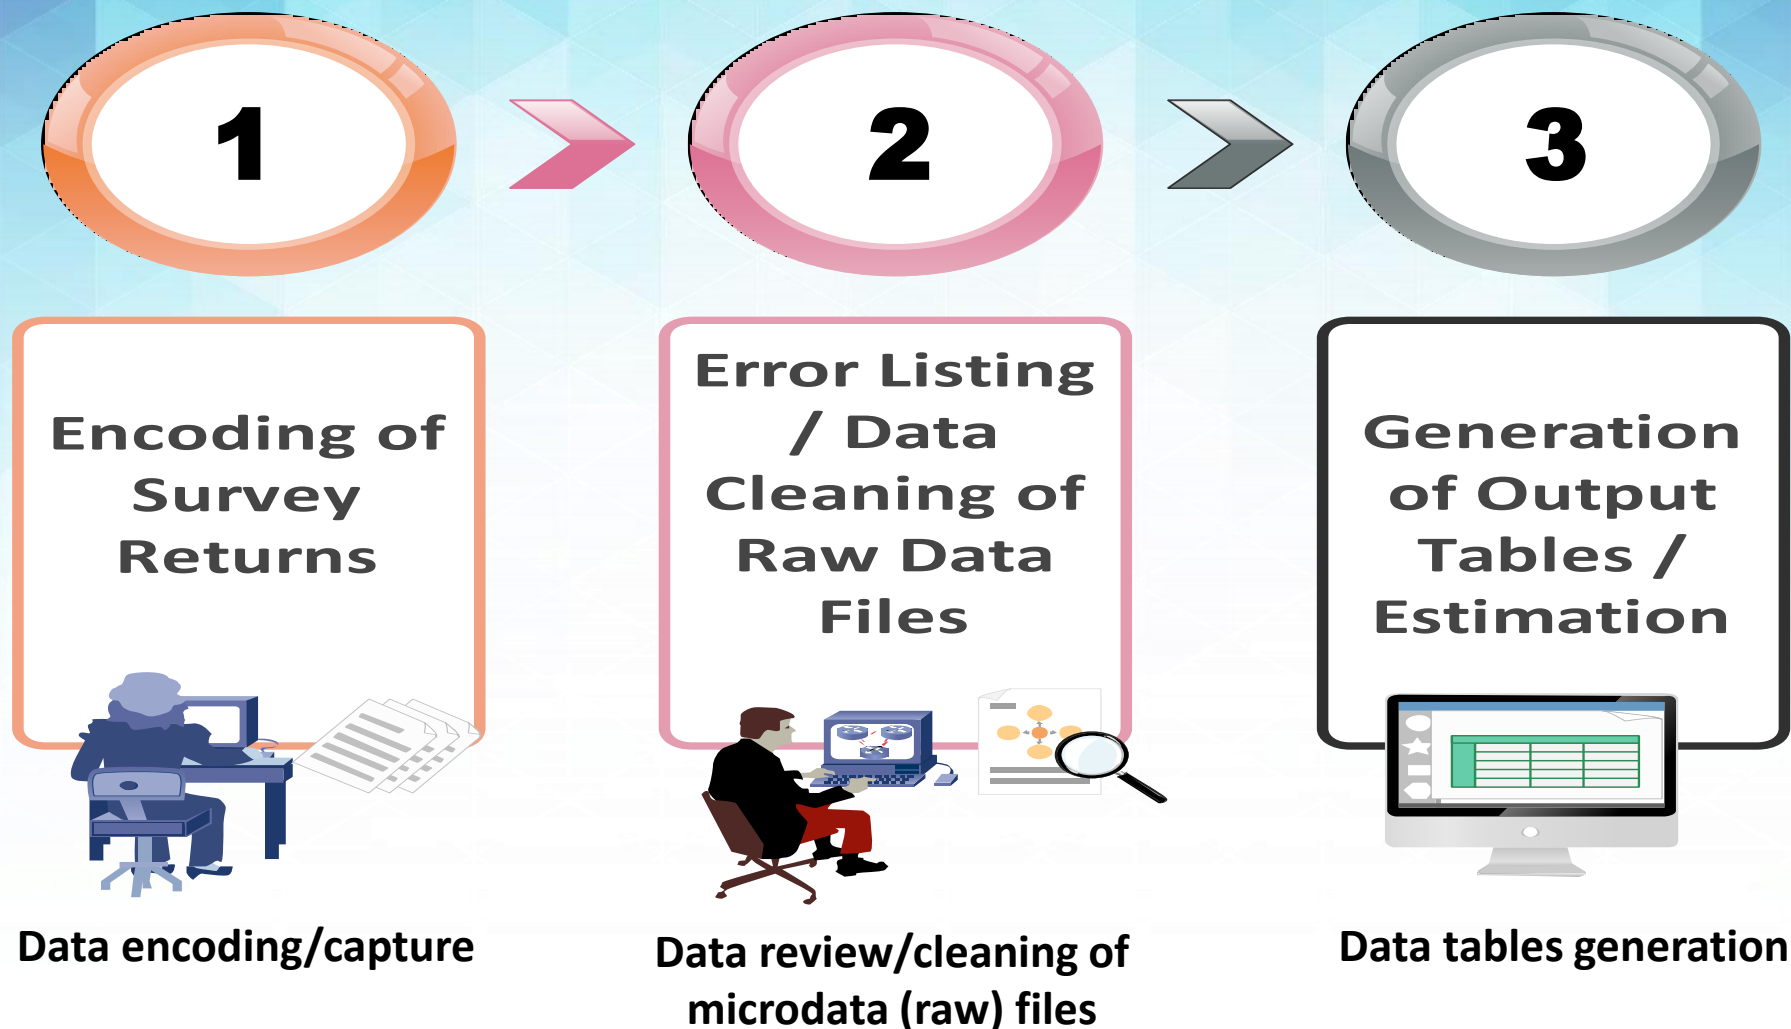 1
2
3
Encoding of
Survey
Returns
Error Listing
/ Data
Cleaning of
Raw Data
Files
Generation
of Output
Tables /
Estimation
Data encoding/capture
Data review/cleaning of
microdata (raw) files
Data tables generation